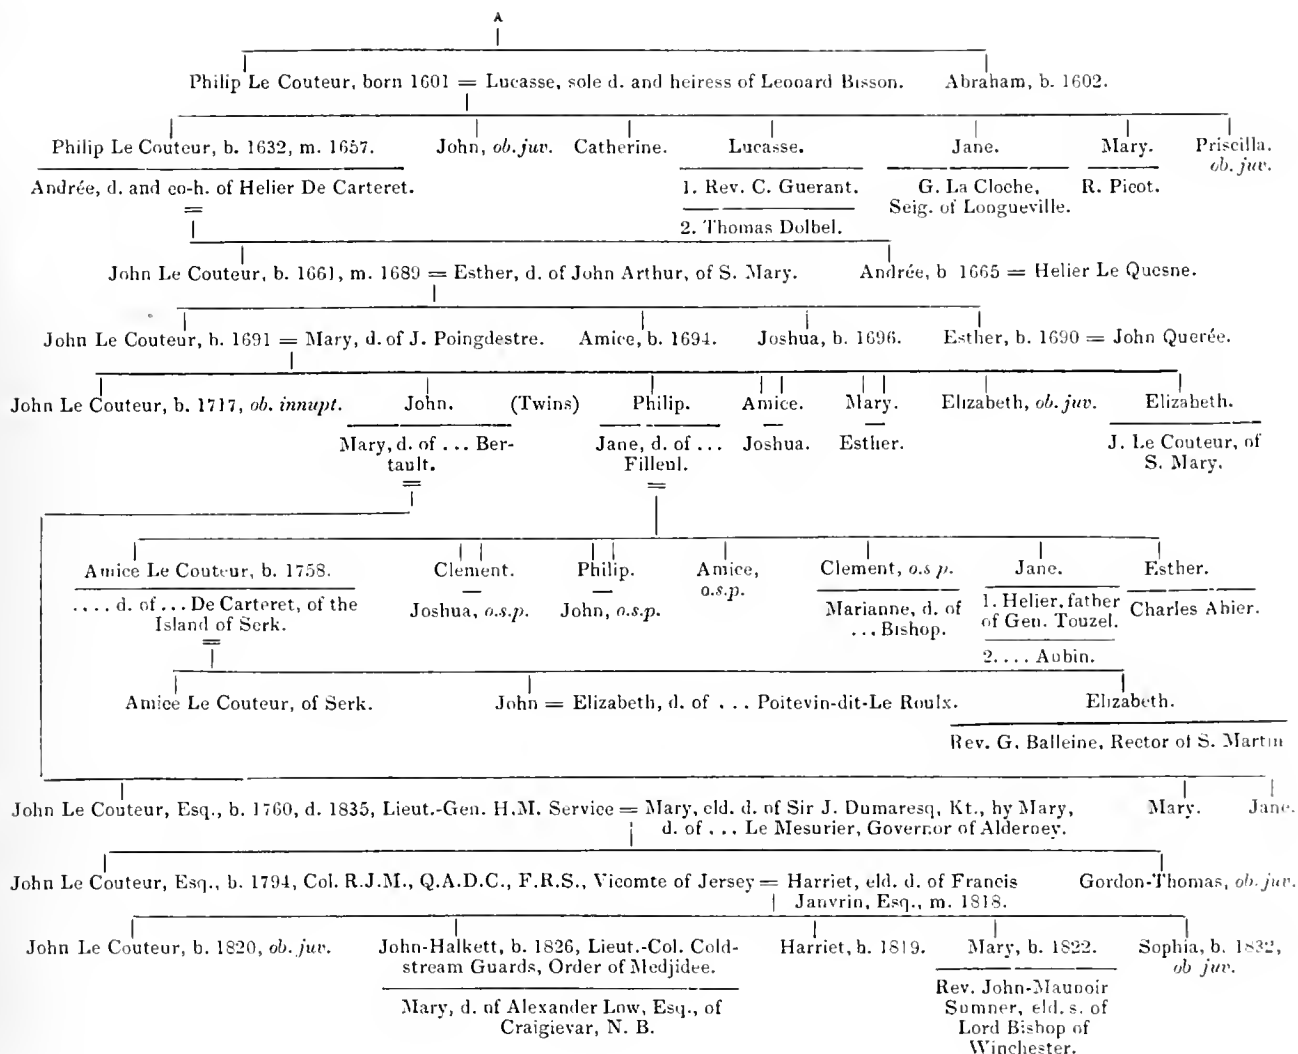 A
Philip Le Couteur, born 1601 = Lucasse, sole d. and heiress of Leonard Bisson. Abraham, b. 1602.
Philip Le Couteur, b. 1632, m. 1657. John, ob. juv. Catherine. Lucasse. Jane. Mary. Priscilla.
ob. juv.
Andrée, d. and co-h. of Helier De Carteret. 1. Rev. C. Guerant. G. La Cloche, R. Picot.
=
Seig. of Longueville.
2. Thomas Dolbel.
John Le Couteur, b. 1661, m. 1689 = Esther, d. of John Arthur, of S. Mary. Andrée, b 1665 = Helier Le Quesne.
John Le Couteur, b. 1691 = Mary, d. of J. Poingdestre. Amice, b. 1694. Joshua, b. 1696. Esther, b. 1690 = John Querée.
John Le Couteur, b. 1717, ob. innupt. John. (Twins) Philip. Amice. Mary. Elizabeth, ob. juv. Elizabeth.
Mary, d. of ... Ber- Jane, d. of ... Joshua. Esther. J. Le Couteur, of
tault. Filleul. S. Mary.
= =
Amice Le Couteur, b. 1758. Clement. Philip. Amice, Clement, o.s p. Jane. Esther.
o.s.p.
.... d. of ... De Carteret, of the Joshua, o.s.p. John, o.s.p. Marianne, d. of 1. Helier, father Charles Ahier.
Island of Serk. ... Bishop. of Gen. Touzel.
=
2. ... Aubin.
Amice Le Couteur, of Serk. John = Elizabeth, d. of ... Poitevin-dit-Le Roulx. Elizabeth.
Rev. G. Balleine, Rector of S. Martin
John Le Couteur, Esq., b. 1760, d. 1835, Lieut.-Gen. H.M. Service = Mary, eld. d. of Sir J. Dumaresq, Kt., by Mary, Mary. Jane.
d. of ... Le Mesurier, Governor of Alderney.
John Le Couteur, Esq., b. 1794, Col. R.J.M., Q.A.D.C., F.R.S., Vicomte of Jersey = Harriet, eld. d. of Francis Gordon-Thomas, ob. juv.
Janvrin, Esq., m. 1818.
John Le Couteur, b. 1820, ob. juv. John-Halkett, b. 1826, Lieut.-Col. Cold- Harriet, b. 1819. Mary, b. 1822. Sophia, b. 1832,
stream Guards, Order of Medjidee. ob juv.
Mary, d. of Alexander Low, Esq., of Rev. John-Maunoir
Craigievar, N. B. Sumner, eld. s. of
Lord Bishop of
Winchester.